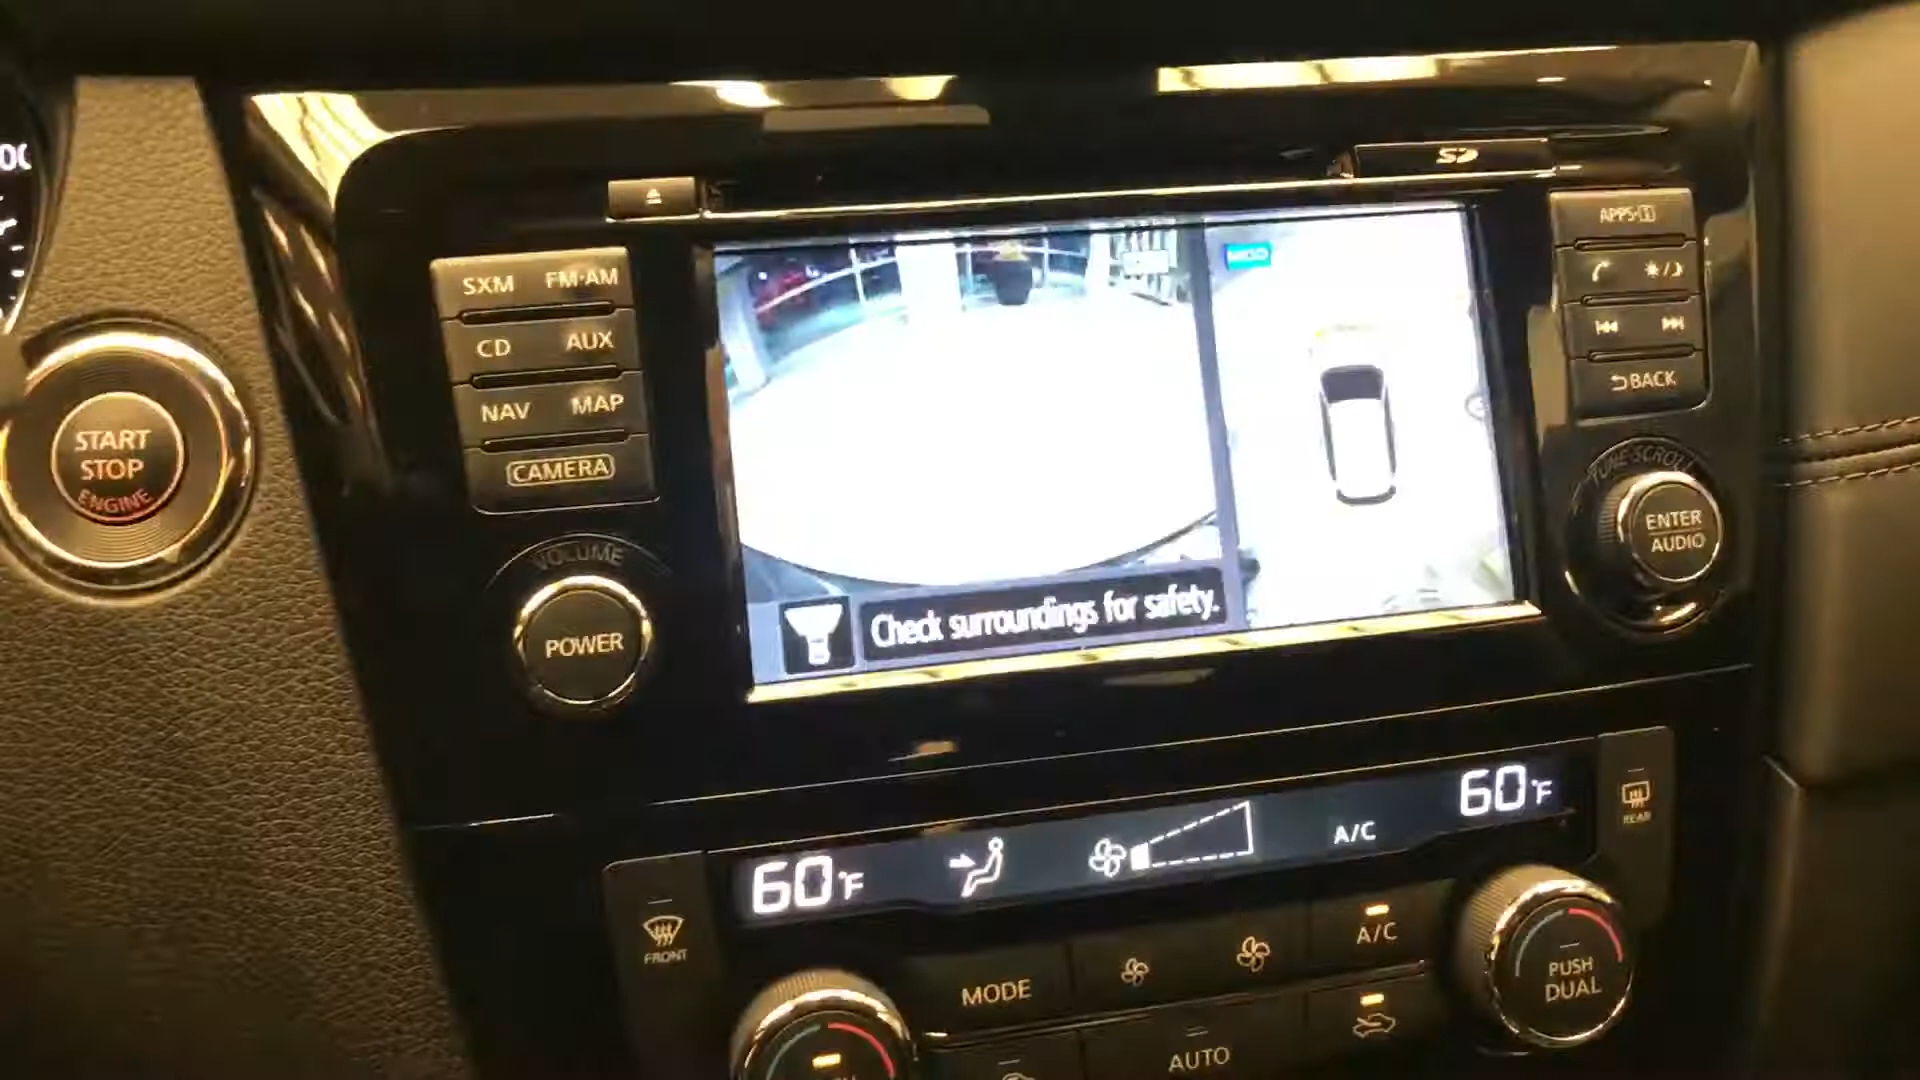 SD
APPS·i
SXM FM·AM
CD AUX
NAV MAP
CAMERA
MOD
BACK
START
STOP
ENGINE
VOLUME
POWER
Check surroundings for safety.
TUNE·SCROLL
ENTER
AUDIO
60°F
A/C
60°F
REAR
FRONT
MODE
A/C
PUSH
DUAL
AUTO